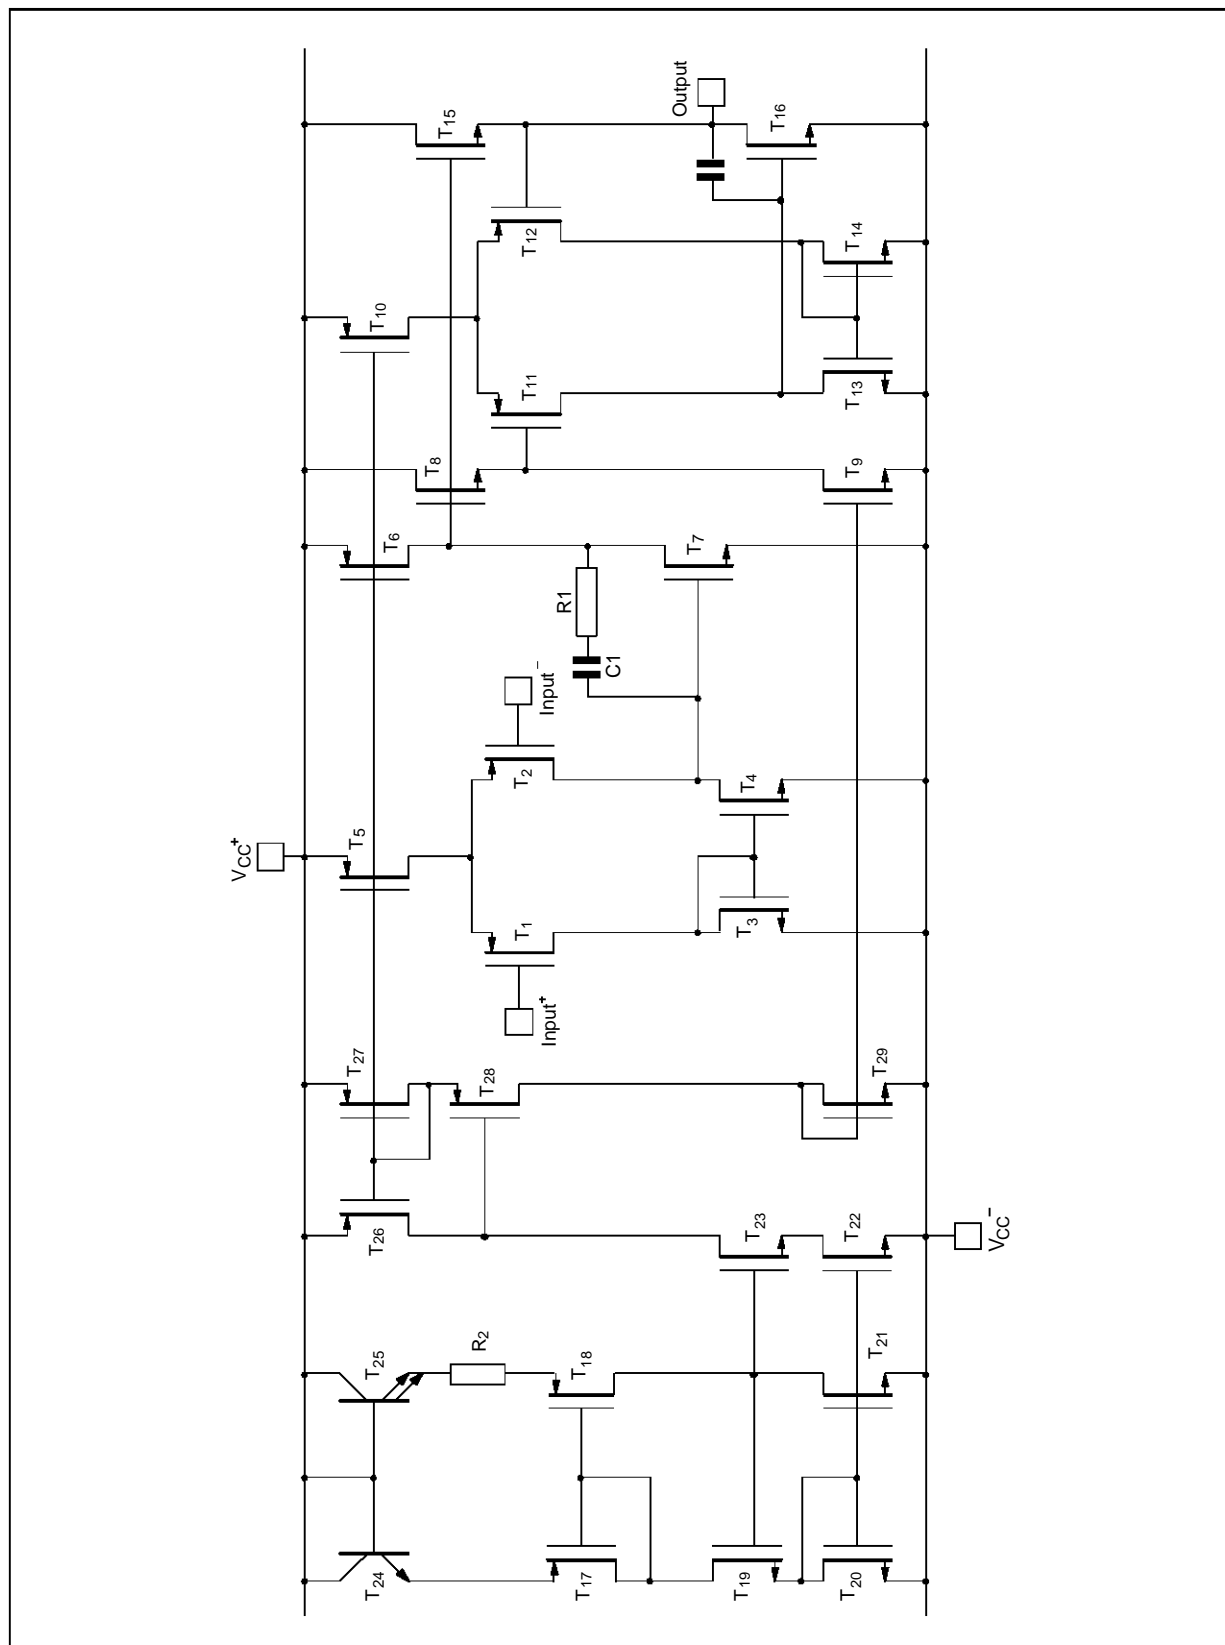 Output
T15
T16
T12
T14
T10
T11
T13
T8
T9
T6
T7
R1
C1
Input-
T2
T4
VCC+
T5
T1
T3
Input+
T27
T28
T29
T26
T23
T22
VCC-
R2
T25
T18
T21
T24
T17
T19
T20